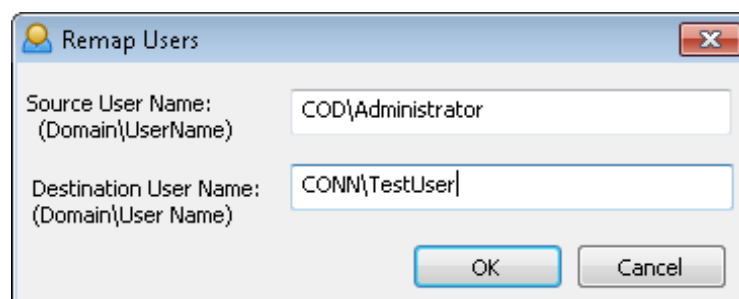 Remap Users
Source User Name:
(Domain\UserName)
COD\Administrator
Destination User Name:
(Domain\User Name)
CONN\TestUser
OK
Cancel